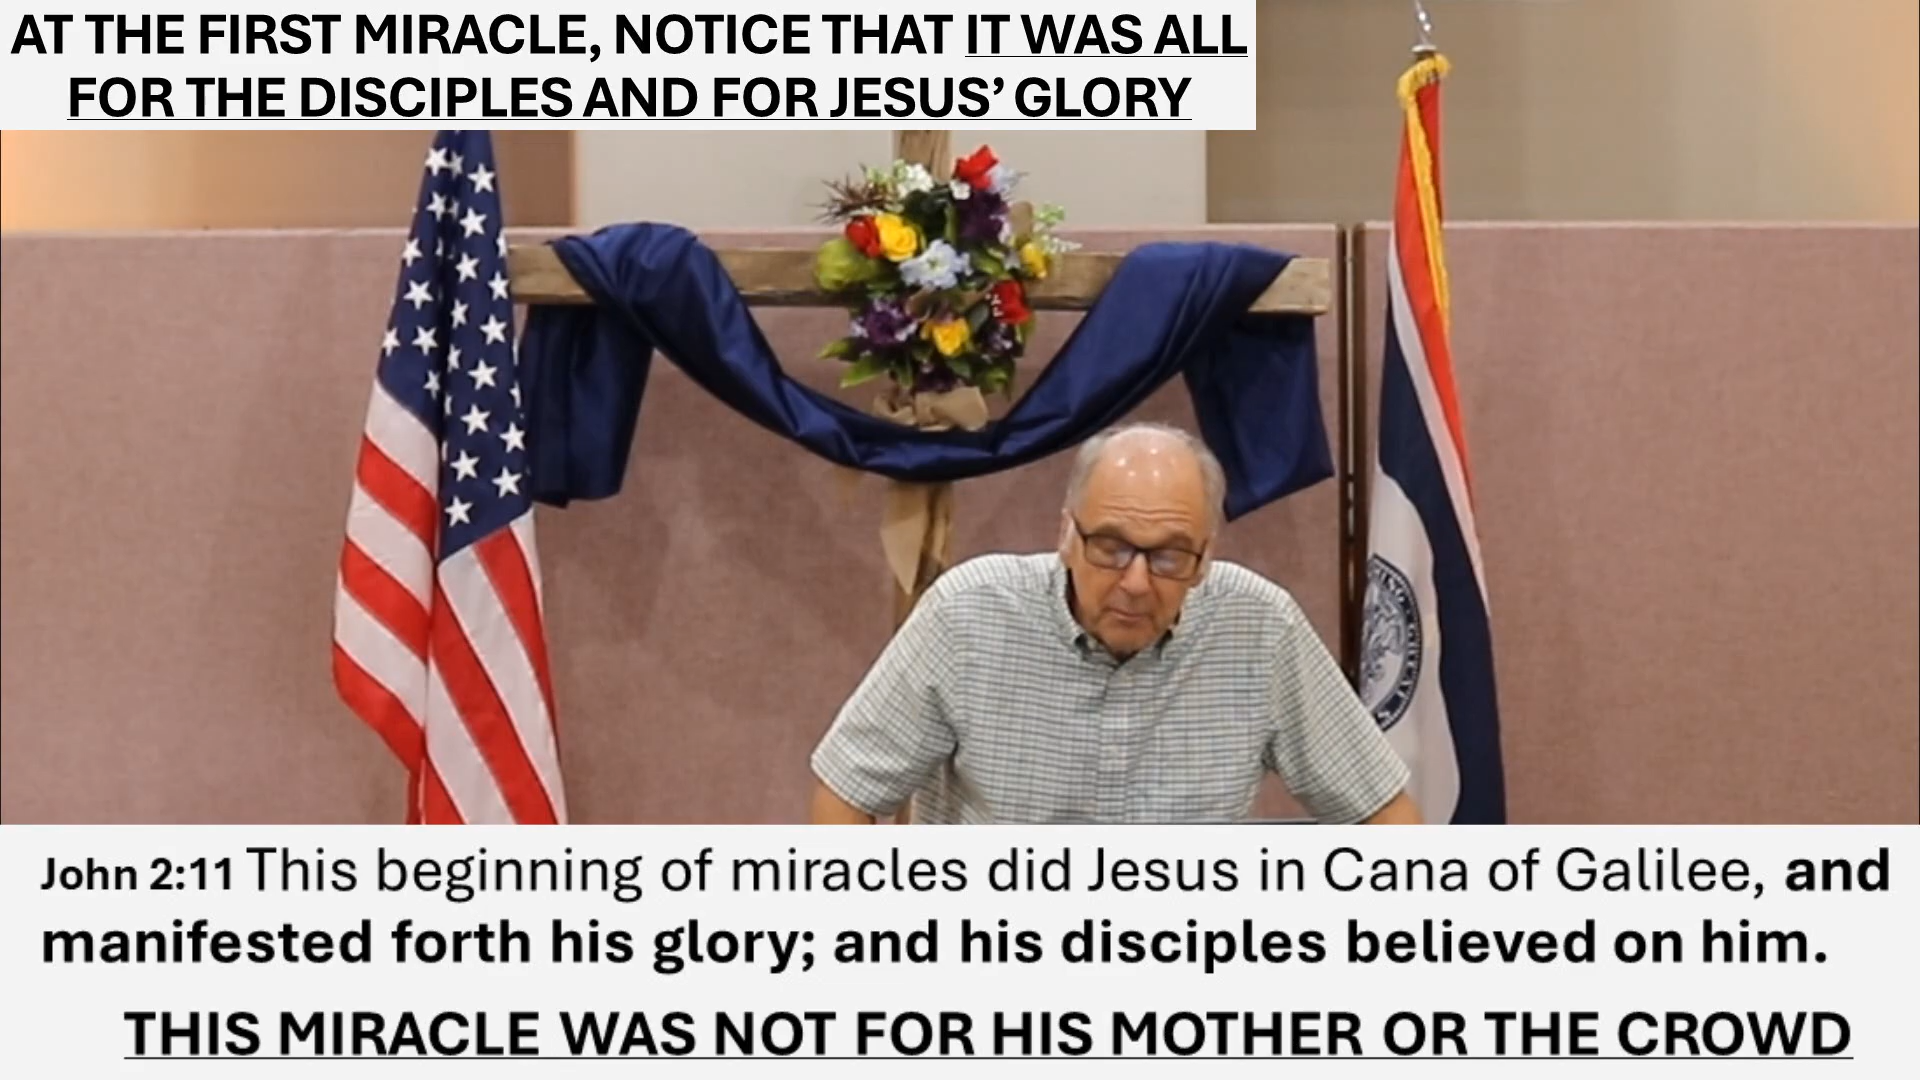 AT THE FIRST MIRACLE, NOTICE THAT IT WAS ALL
FOR THE DISCIPLES AND FOR JESUS’ GLORY
John 2:11 This beginning of miracles did Jesus in Cana of Galilee, and
manifested forth his glory; and his disciples believed on him.
THIS MIRACLE WAS NOT FOR HIS MOTHER OR THE CROWD